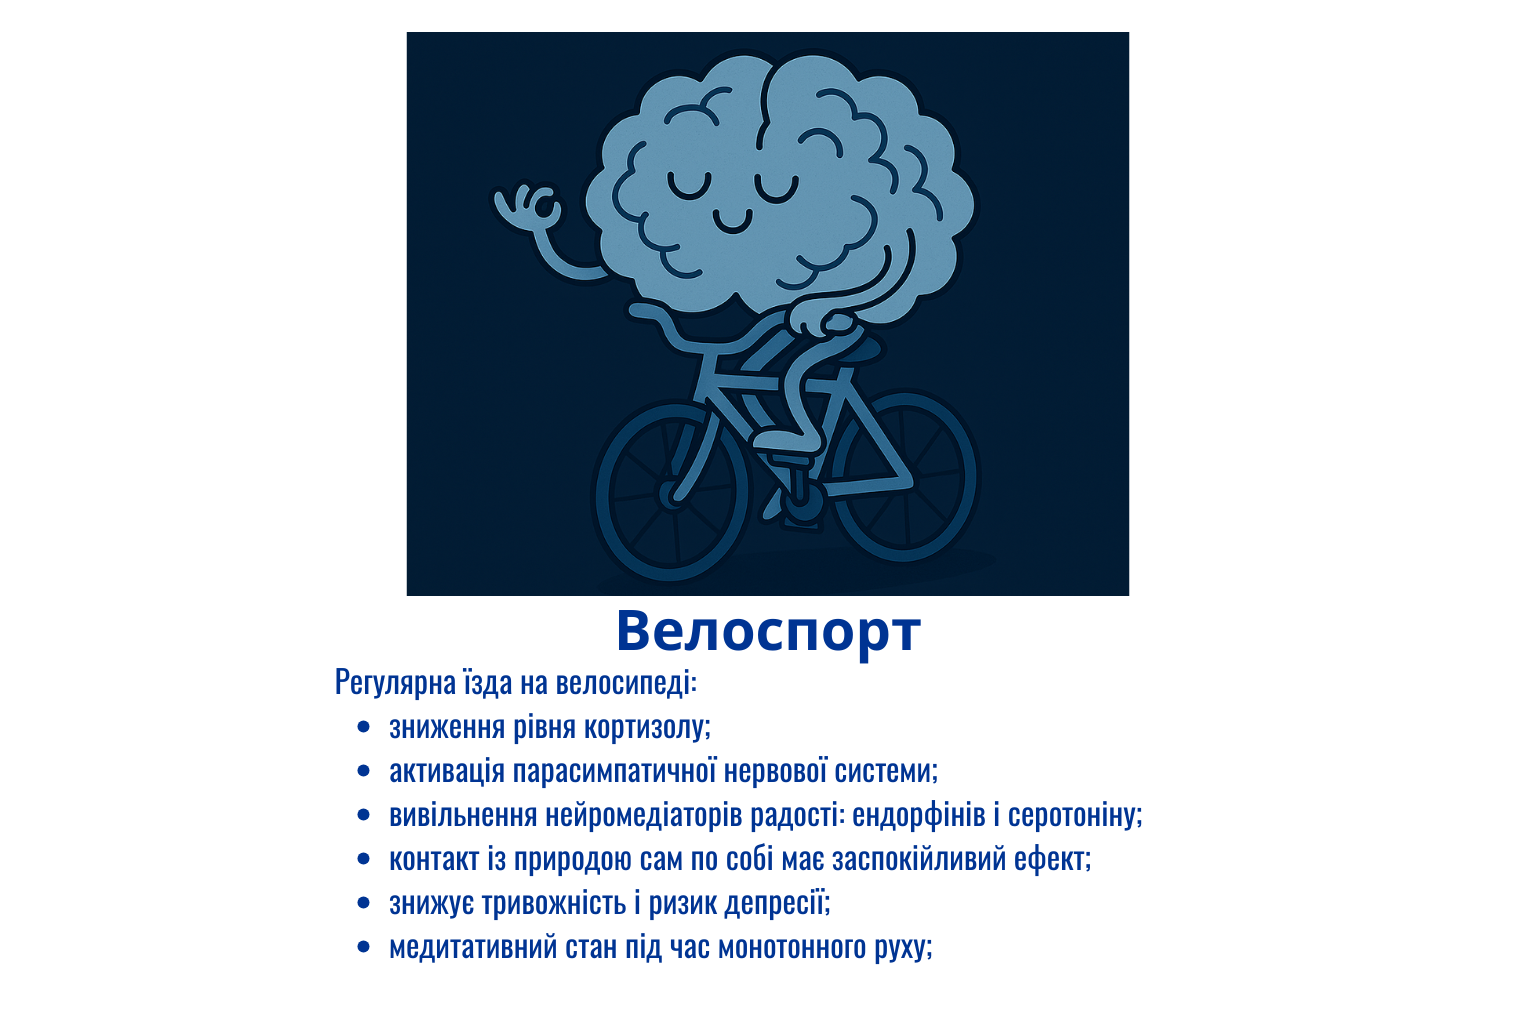 Велоспорт
Регулярна їзда на велосипеді:
• зниження рівня кортизолу;
• активація парасимпатичної нервової системи;
• вивільнення нейромедіаторів радості: ендорфінів і серотоніну;
• контакт із природою сам по собі має заспокійливий ефект;
• знижує тривожність і ризик депресії;
• медитативний стан під час монотонного руху;